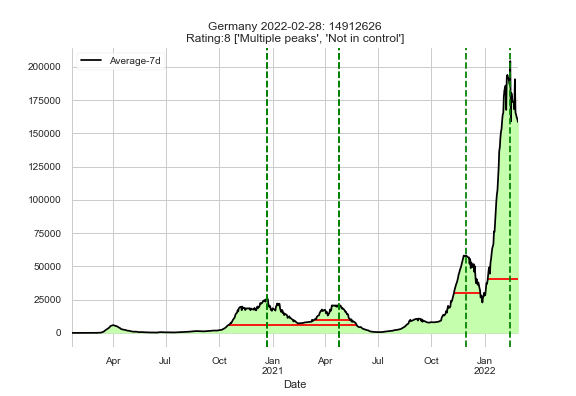 Germany 2022-02-28: 14912626
Rating:8 ['Multiple peaks', 'Not in control']
Average-7d
200000
175000
150000
125000
100000
75000
50000
25000
0
Apr Jul Oct Jan Apr Jul Oct Jan
2021 2022
Date